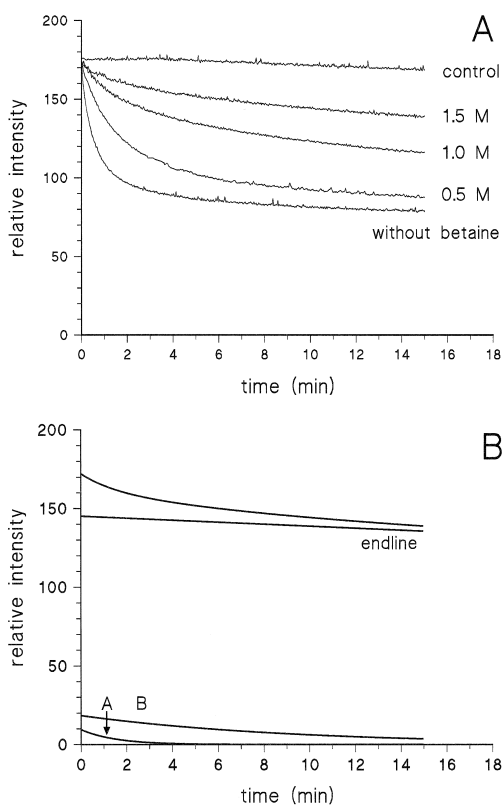 A
200
150
100
50
0
relative intensity
control
1.5 M
1.0 M
0.5 M
without betaine
0 2 4 6 8 10 12 14 16 18
time (min)
B
200
150
100
50
0
relative intensity
endline
A B
0 2 4 6 8 10 12 14 16 18
time (min)